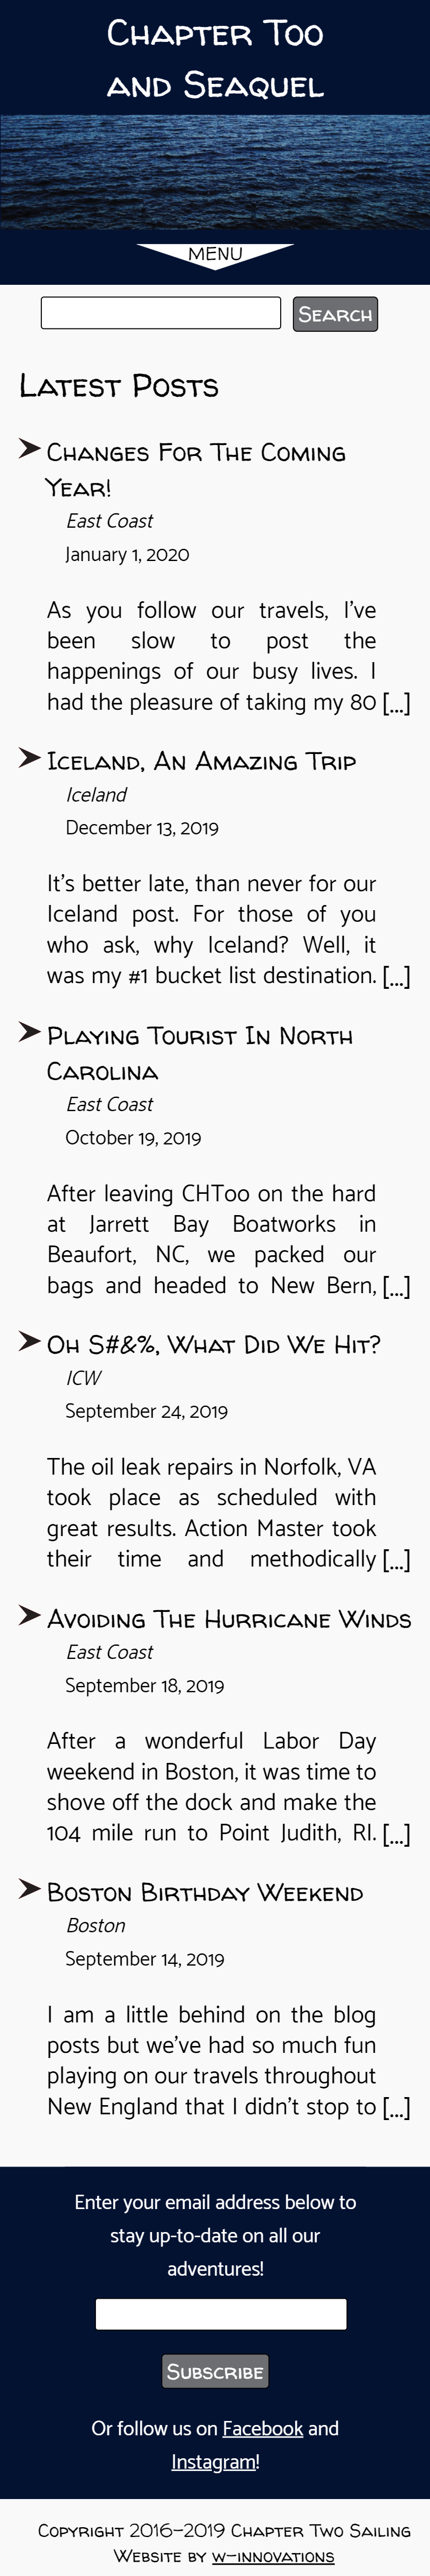 Chapter Too
and Seaquel
MENU
Search
Latest Posts
Changes For The Coming
Year!
East Coast
January 1, 2020
As you follow our travels, I’ve
been slow to post the
happenings of our busy lives. I
had the pleasure of taking my 80 [...]
Iceland, An Amazing Trip
Iceland
December 13, 2019
It’s better late, than never for our
Iceland post. For those of you
who ask, why Iceland? Well, it
was my #1 bucket list destination. [...]
Playing Tourist In North
Carolina
East Coast
October 19, 2019
After leaving CHToo on the hard
at Jarrett Bay Boatworks in
Beaufort, NC, we packed our
bags and headed to New Bern, [...]
Oh S#&%, What Did We Hit?
ICW
September 24, 2019
The oil leak repairs in Norfolk, VA
took place as scheduled with
great results. Action Master took
their time and methodically [...]
Avoiding The Hurricane Winds
East Coast
September 18, 2019
After a wonderful Labor Day
weekend in Boston, it was time to
shove off the dock and make the
104 mile run to Point Judith, RI. [...]
Boston Birthday Weekend
Boston
September 14, 2019
I am a little behind on the blog
posts but we’ve had so much fun
playing on our travels throughout
New England that I didn’t stop to [...]
Enter your email address below to
stay up-to-date on all our
adventures!
Subscribe
Or follow us on Facebook and
Instagram!
Copyright 2016-2019 Chapter Two Sailing
Website by w-innovations